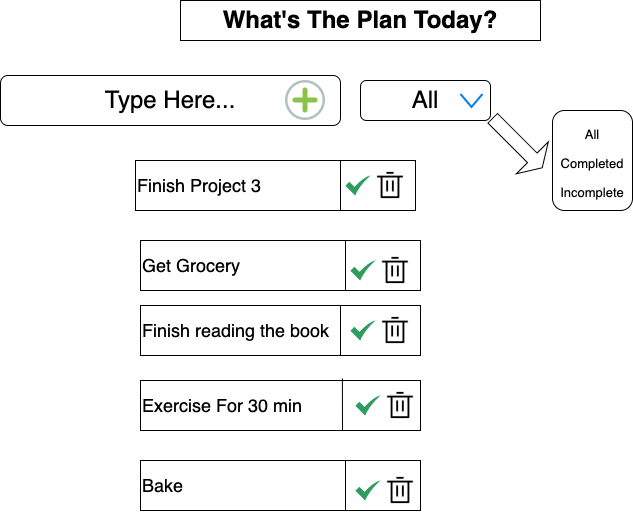 What's The Plan Today?
Type Here...
All
All
Completed
Incomplete
Finish Project 3
Get Grocery
Finish reading the book
Exercise For 30 min
Bake